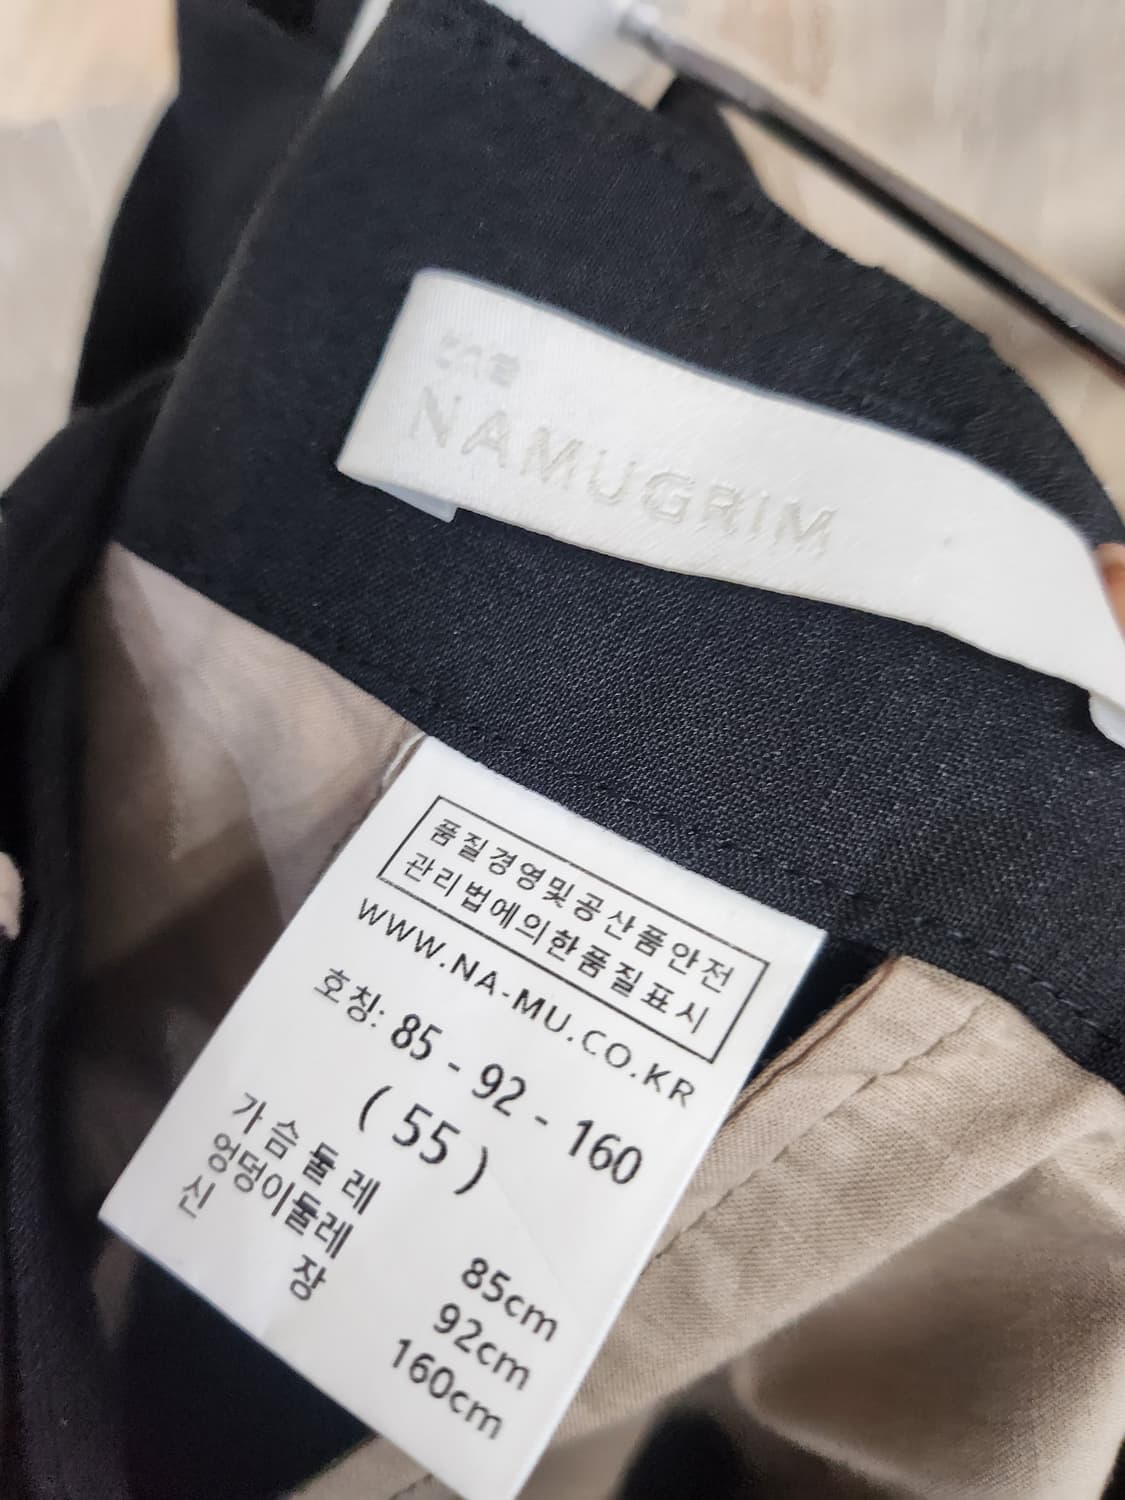 NAMUGRIM
품질경영및공산품안전
관리법에의한품질표시
WWW.NA-MU.CO.KR
호칭: 85 - 92 - 160
( 55 )
가슴둘레 85cm
엉덩이둘레 92cm
신장 160cm